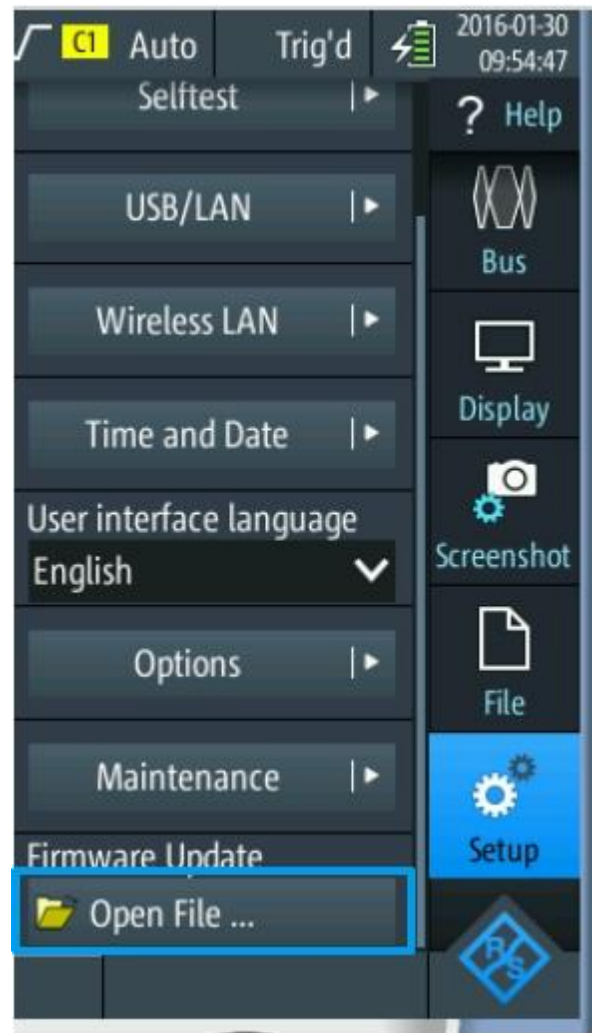 C1 Auto Trig'd 2016-01-30
09:54:47
Selftest
? Help
USB/LAN
Bus
Wireless LAN
Display
Time and Date
User interface language
Screenshot
English
Options
File
Maintenance
Setup
Firmware Update
Open File ...
R&S